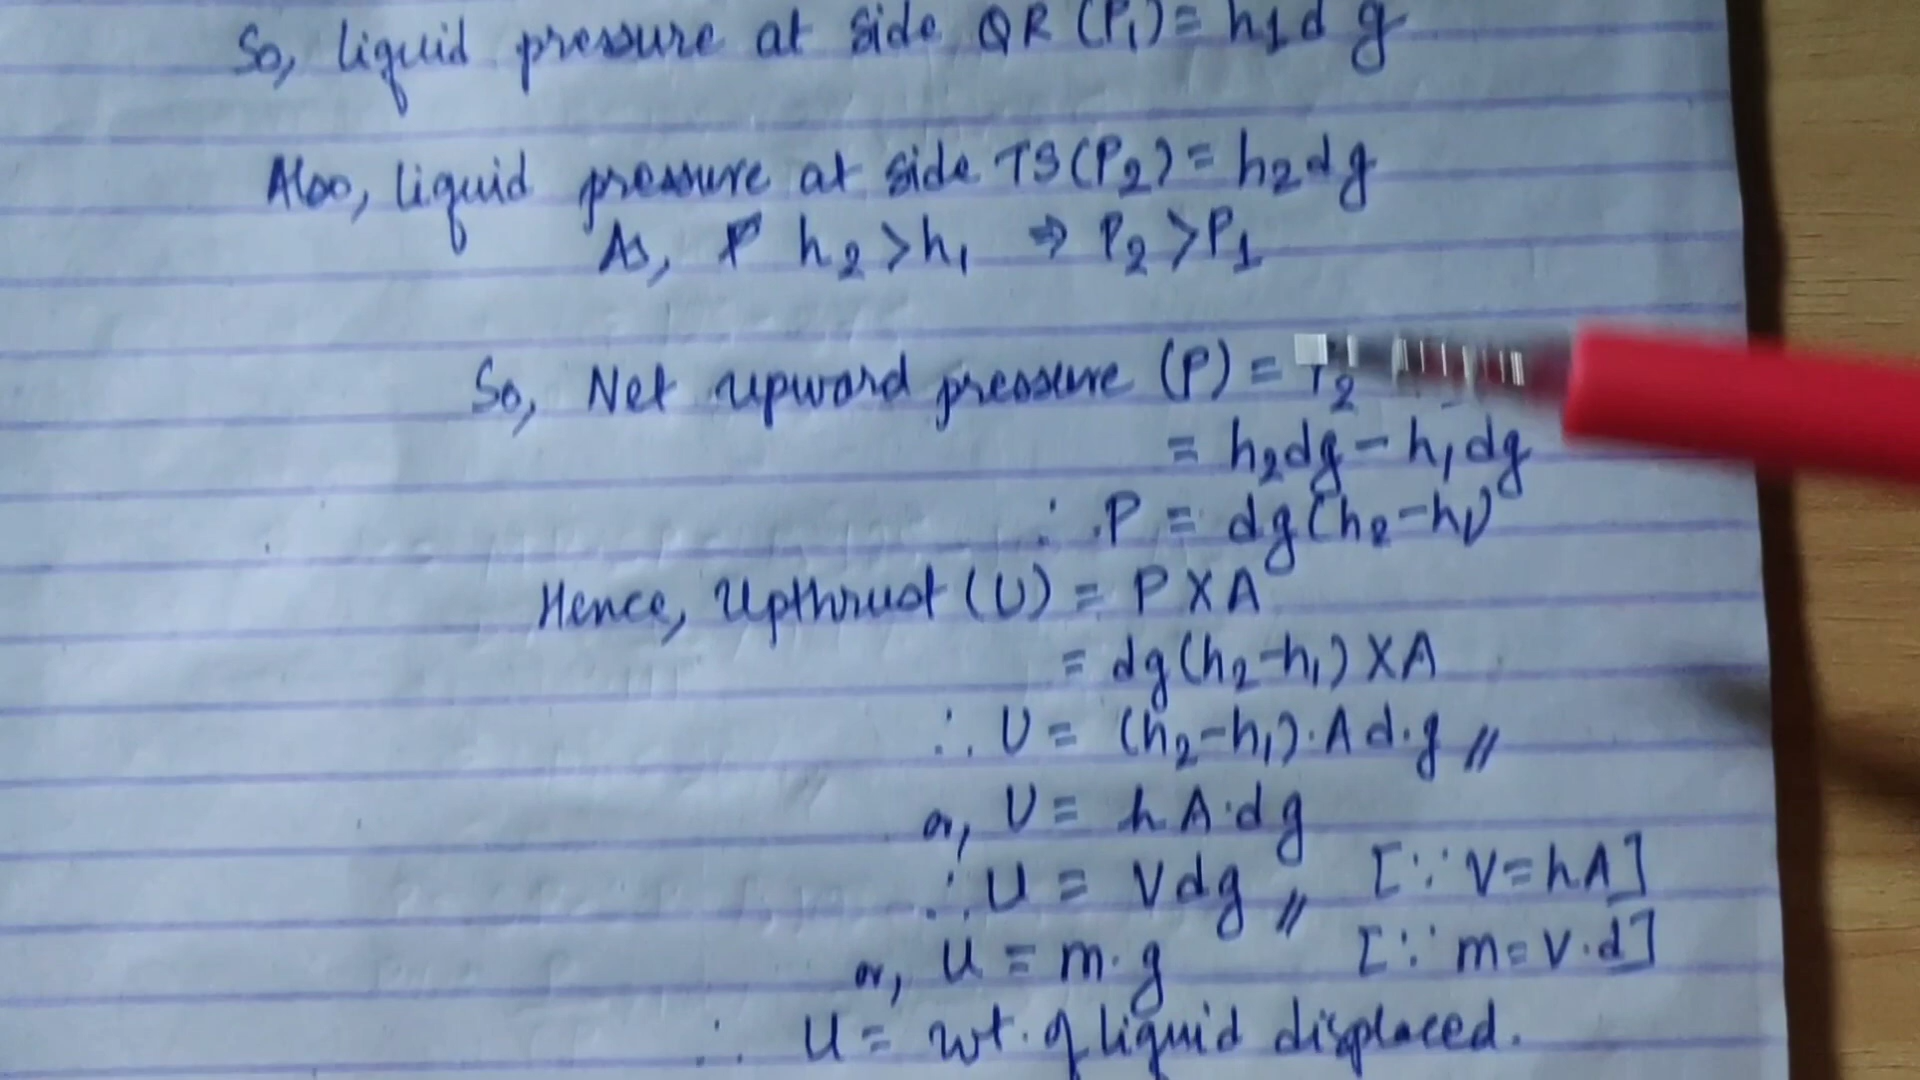 So, liquid pressure at side QR (P₁) = h₁ d g
Also, liquid pressure at side TS (P₂) = h₂ d g
As, h₂ > h₁ ⇒ P₂ > P₁
So, Net upward pressure (P) = P₂
= h₂dg - h₁dg
∴ P = dg(h₂-h₁)
Hence, Upthrust (U) = P X A
= dg(h₂-h₁) X A
∴ U = (h₂-h₁).A d.g //
or, U = h A.dg
∴ U = Vdg // [∵ V=hA]
or, U = m.g [∵ m=V.d]
∴ U = wt. of liquid displaced.